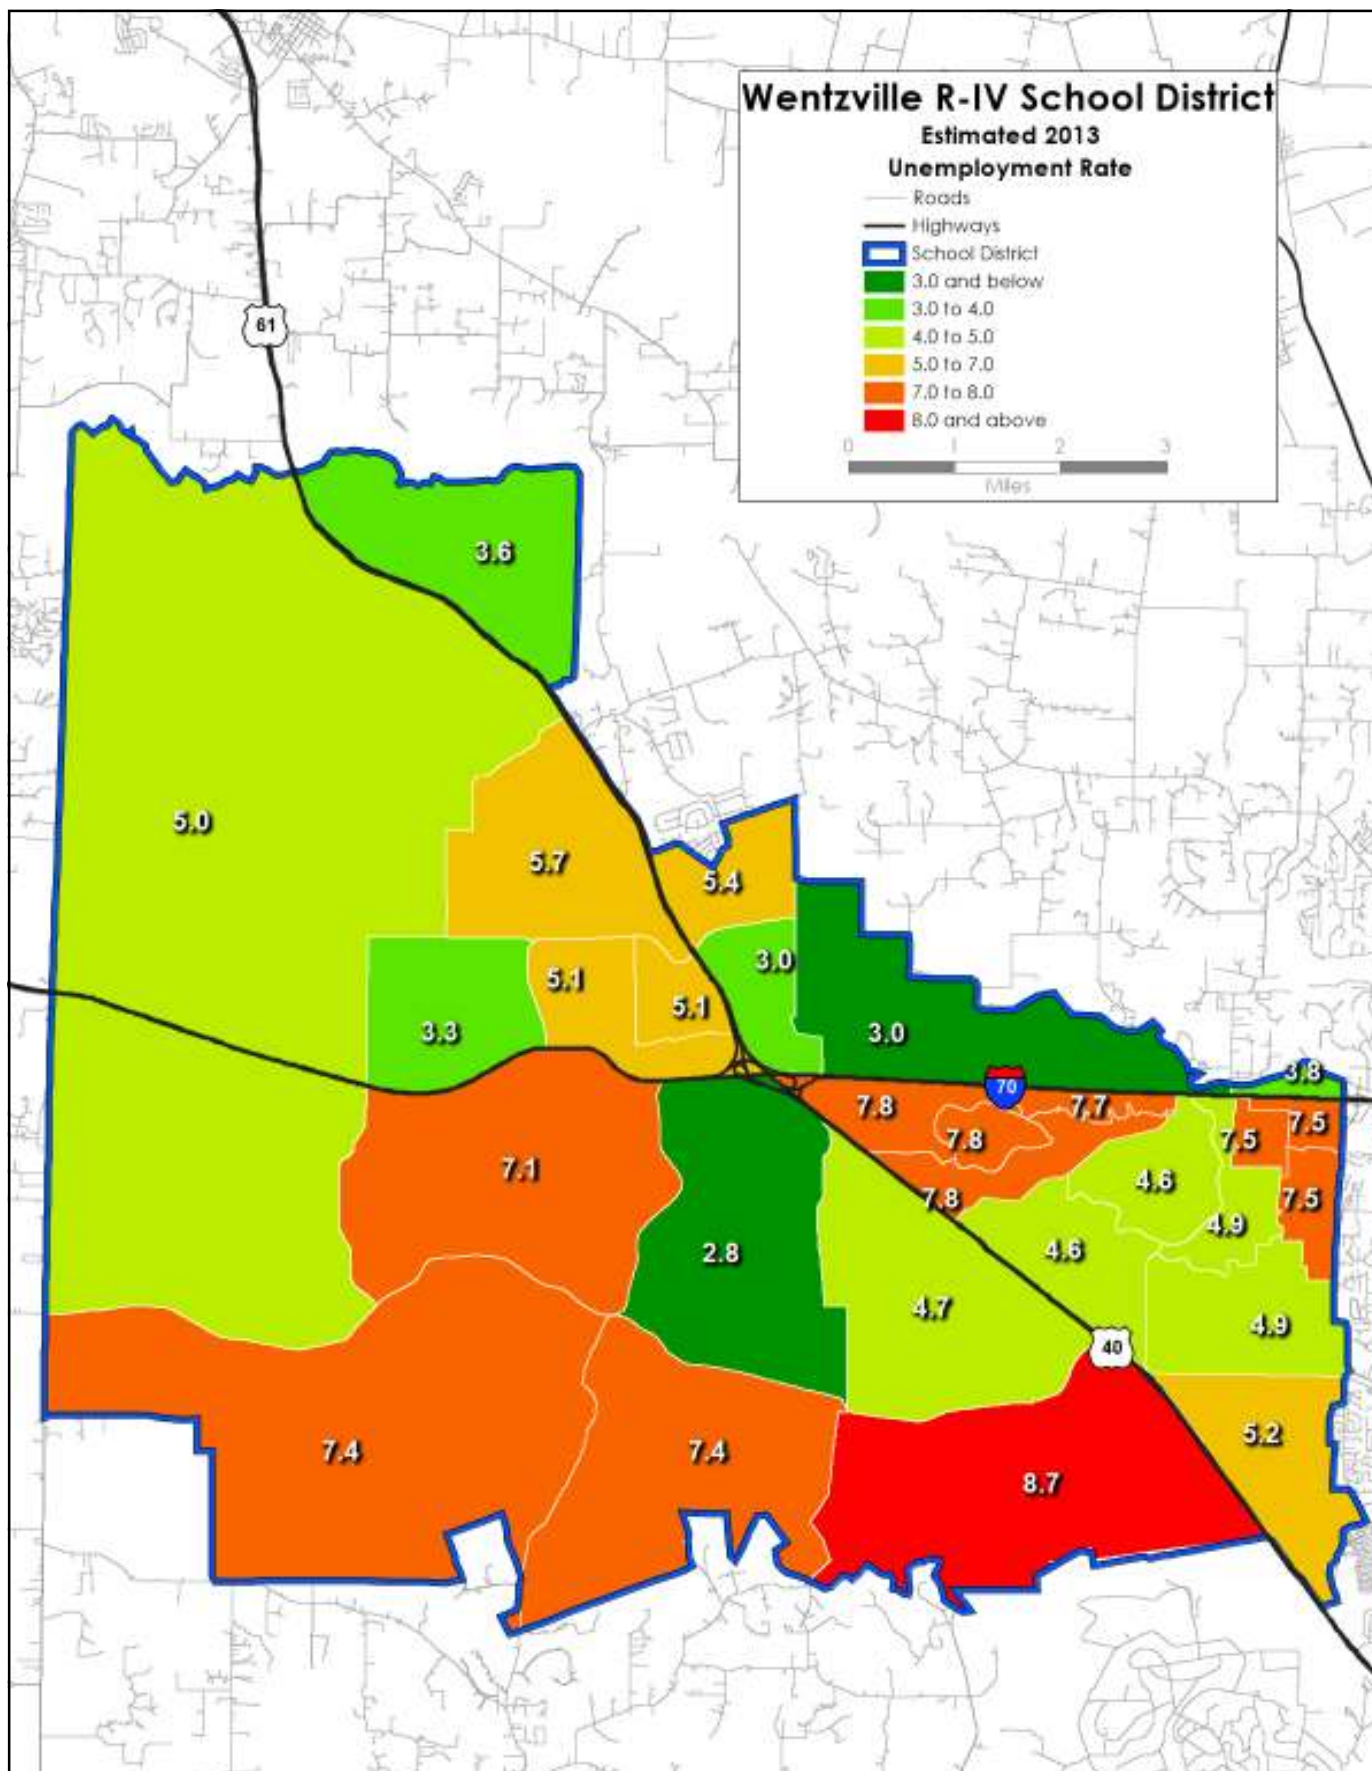 Wentzville R-IV School District
Estimated 2013
Unemployment Rate
Roads
Highways
School District
3.0 and below
3.0 to 4.0
4.0 to 5.0
5.0 to 7.0
7.0 to 8.0
8.0 and above
0 1 2 3
Miles
61
3.6
5.0
5.7
5.4
5.1
5.1
3.0
3.3
3.0
3.8
70
7.8
7.7
7.8
7.5
7.5
7.1
7.8
4.6
7.5
4.9
4.6
2.8
4.7
4.9
40
7.4
7.4
8.7
5.2